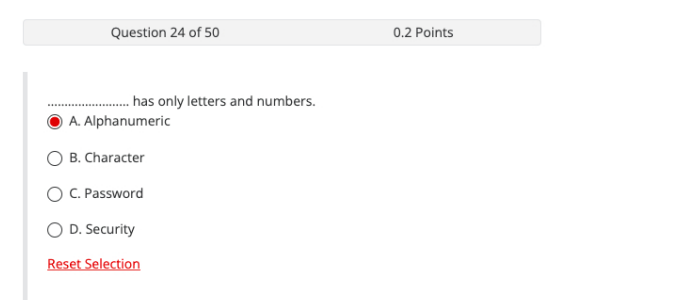 Question 24 of 50 0.2 Points
........................ has only letters and numbers.
A. Alphanumeric
B. Character
C. Password
D. Security
Reset Selection